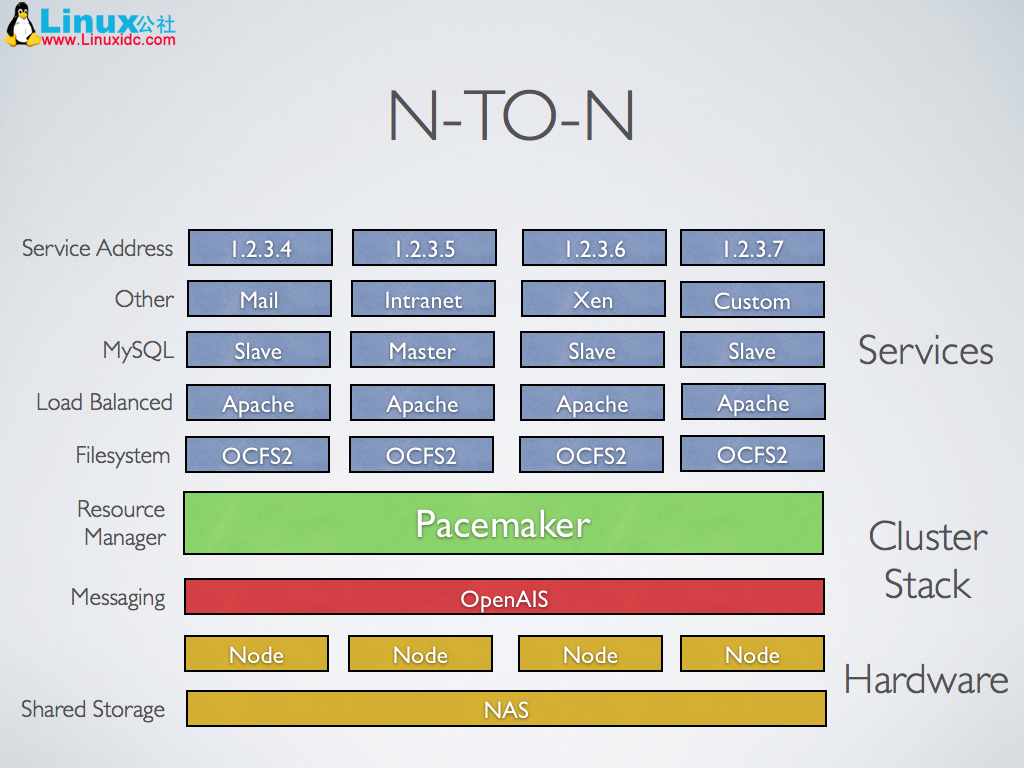 Linux公社
www.Linuxidc.com
N-TO-N
Service Address 1.2.3.4 1.2.3.5 1.2.3.6 1.2.3.7
Other Mail Intranet Xen Custom
MySQL Slave Master Slave Slave
Services
Load Balanced Apache Apache Apache Apache
Filesystem OCFS2 OCFS2 OCFS2 OCFS2
Resource
Manager
Pacemaker
Cluster
Stack
Messaging OpenAIS
Node Node Node Node
Hardware
Shared Storage NAS